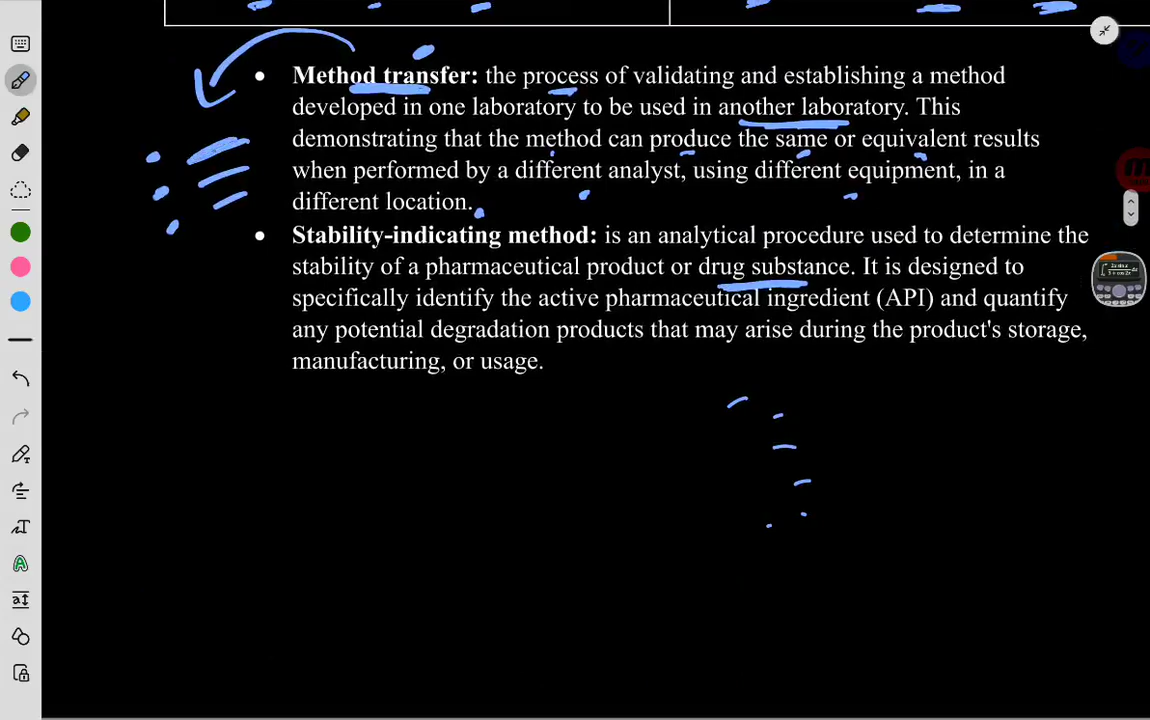 Method transfer: the process of validating and establishing a method
developed in one laboratory to be used in another laboratory. This
demonstrating that the method can produce the same or equivalent results
when performed by a different analyst, using different equipment, in a
different location.
Stability-indicating method: is an analytical procedure used to determine the
stability of a pharmaceutical product or drug substance. It is designed to
specifically identify the active pharmaceutical ingredient (API) and quantify
any potential degradation products that may arise during the product's storage,
manufacturing, or usage.